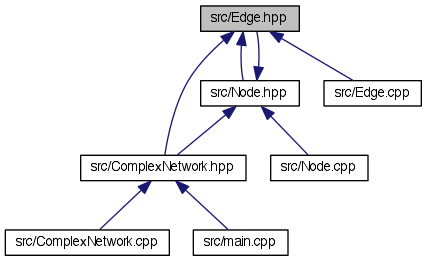 src/Edge.hpp
src/Node.hpp
src/Edge.cpp
src/ComplexNetwork.hpp
src/Node.cpp
src/ComplexNetwork.cpp
src/main.cpp